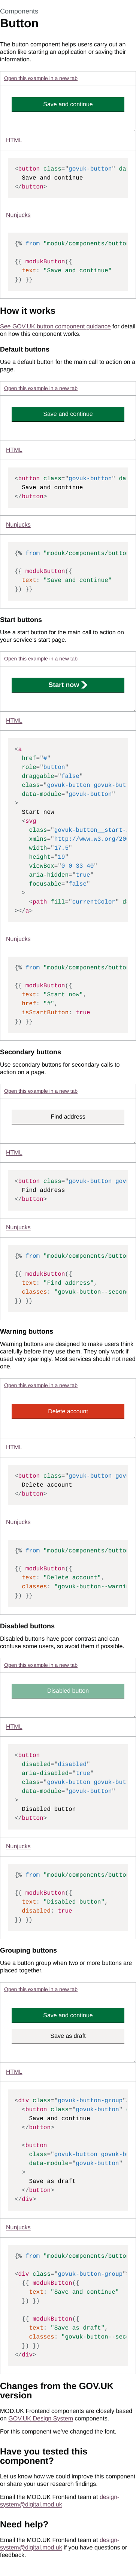 Components
Button
The button component helps users carry out an
action like starting an application or saving their
information.
Open this example in a new tab
Save and continue
HTML
<button class="govuk-button" da
  Save and continue
</button>
Nunjucks
{% from "moduk/components/button
{{ modukButton({
  text: "Save and continue"
}) }}
How it works
See GOV.UK button component guidance for detail
on how this component works.
Default buttons
Use a default button for the main call to action on a
page.
Open this example in a new tab
Save and continue
HTML
<button class="govuk-button" da
  Save and continue
</button>
Nunjucks
{% from "moduk/components/button
{{ modukButton({
  text: "Save and continue"
}) }}
Start buttons
Use a start button for the main call to action on
your service's start page.
Open this example in a new tab
Start now
HTML
<a
  href="#"
  role="button"
  draggable="false"
  class="govuk-button govuk-but
  data-module="govuk-button"
>
  Start now
  <svg
    class="govuk-button__start-
    xmlns="http://www.w3.org/200
    width="17.5"
    height="19"
    viewBox="0 0 33 40"
    aria-hidden="true"
    focusable="false"
  >
    <path fill="currentColor" d
></a>
Nunjucks
{% from "moduk/components/button
{{ modukButton({
  text: "Start now",
  href: "#",
  isStartButton: true
}) }}
Secondary buttons
Use secondary buttons for secondary calls to
action on a page.
Open this example in a new tab
Find address
HTML
<button class="govuk-button gov
  Find address
</button>
Nunjucks
{% from "moduk/components/button
{{ modukButton({
  text: "Find address",
  classes: "govuk-button--secon
}) }}
Warning buttons
Warning buttons are designed to make users think
carefully before they use them. They only work if
used very sparingly. Most services should not need
one.
Open this example in a new tab
Delete account
HTML
<button class="govuk-button gov
  Delete account
</button>
Nunjucks
{% from "moduk/components/button
{{ modukButton({
  text: "Delete account",
  classes: "govuk-button--warni
}) }}
Disabled buttons
Disabled buttons have poor contrast and can
confuse some users, so avoid them if possible.
Open this example in a new tab
Disabled button
HTML
<button
  disabled="disabled"
  aria-disabled="true"
  class="govuk-button govuk-but
  data-module="govuk-button"
>
  Disabled button
</button>
Nunjucks
{% from "moduk/components/button
{{ modukButton({
  text: "Disabled button",
  disabled: true
}) }}
Grouping buttons
Use a button group when two or more buttons are
placed together.
Open this example in a new tab
Save and continue
Save as draft
HTML
<div class="govuk-button-group"
  <button class="govuk-button"
    Save and continue
  </button>
  <button
    class="govuk-button govuk-b
    data-module="govuk-button"
  >
    Save as draft
  </button>
</div>
Nunjucks
{% from "moduk/components/button
<div class="govuk-button-group"
  {{ modukButton({
    text: "Save and continue"
  }) }}
  {{ modukButton({
    text: "Save as draft",
    classes: "govuk-button--seco
  }) }}
</div>
Changes from the GOV.UK
version
MOD.UK Frontend components are closely based
on GOV.UK Design System components.
For this component we've changed the font.
Have you tested this
component?
Let us know how we could improve this component
or share your user research findings.
Email the MOD.UK Frontend team at design-
system@digital.mod.uk
Need help?
Email the MOD.UK Frontend team at design-
system@digital.mod.uk if you have questions or
feedback.